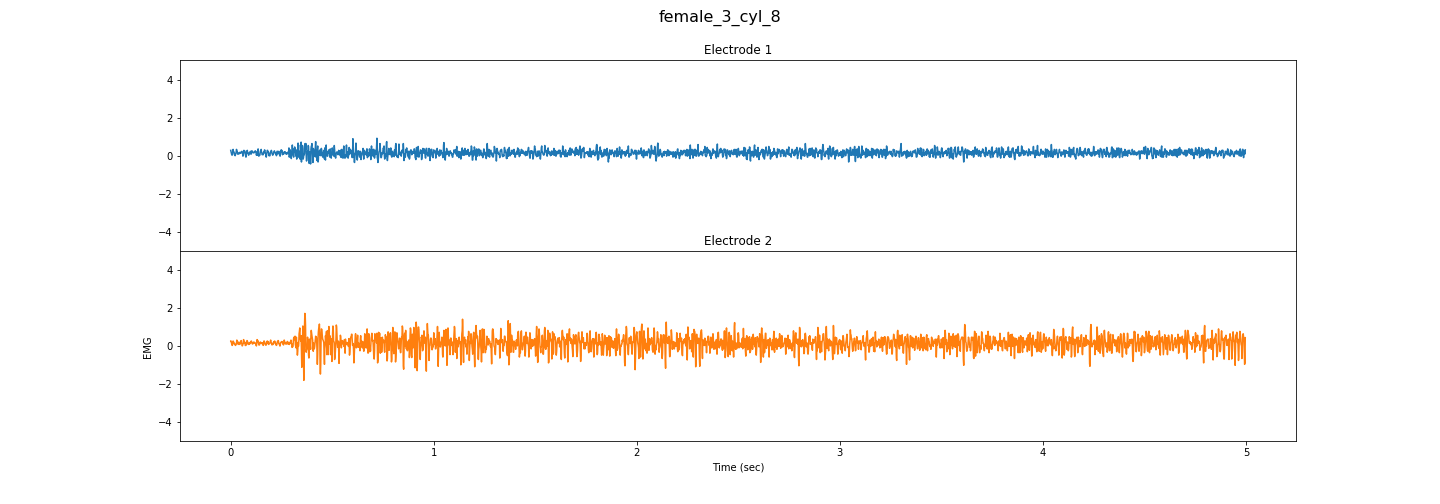 female_3_cyl_8
Electrode 1
4
2
0
−2
−4
Electrode 2
4
2
0
−2
−4
EMG
0 1 2 3 4 5
Time (sec)